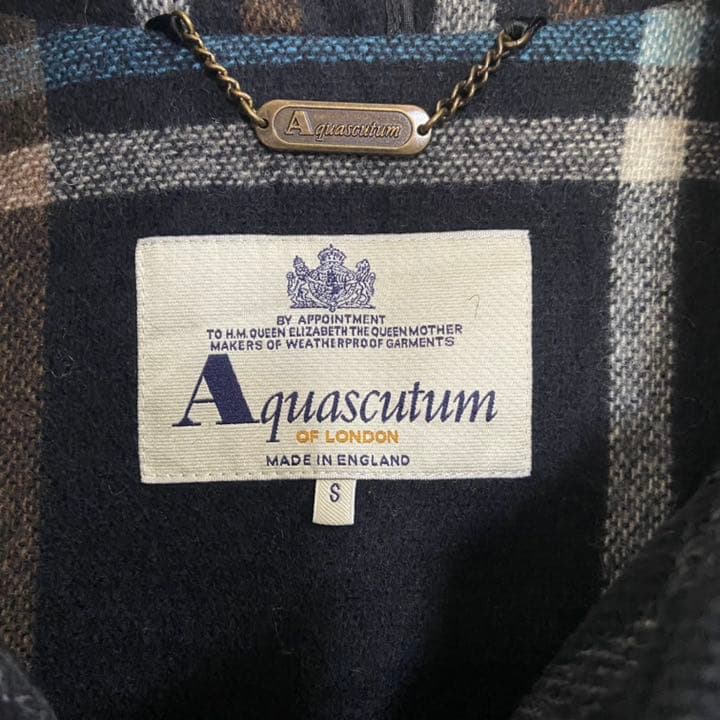 Aquascutum
BY APPOINTMENT
TO H.M. QUEEN ELIZABETH THE QUEEN MOTHER
MAKERS OF WEATHERPROOF GARMENTS
Aquascutum
OF LONDON
MADE IN ENGLAND
S